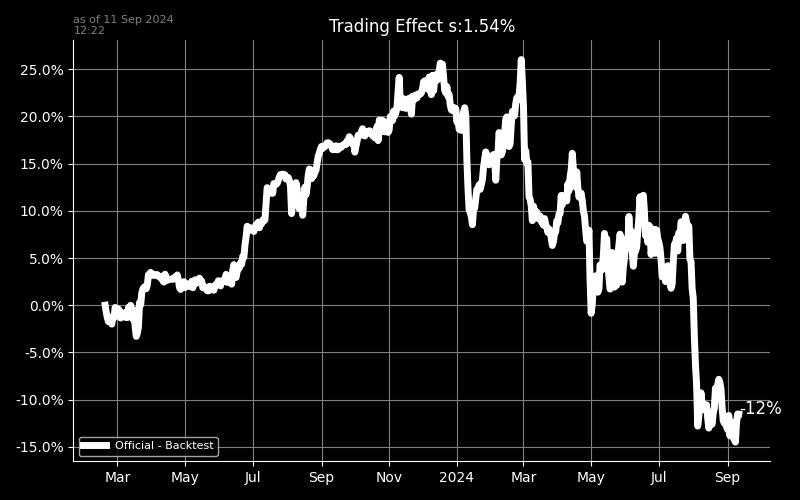 as of 11 Sep 2024
12:22
Trading Effect s:1.54%
25.0%
20.0%
15.0%
10.0%
5.0%
0.0%
-5.0%
-10.0%
-15.0%
-12%
Official - Backtest
Mar May Jul Sep Nov 2024 Mar May Jul Sep